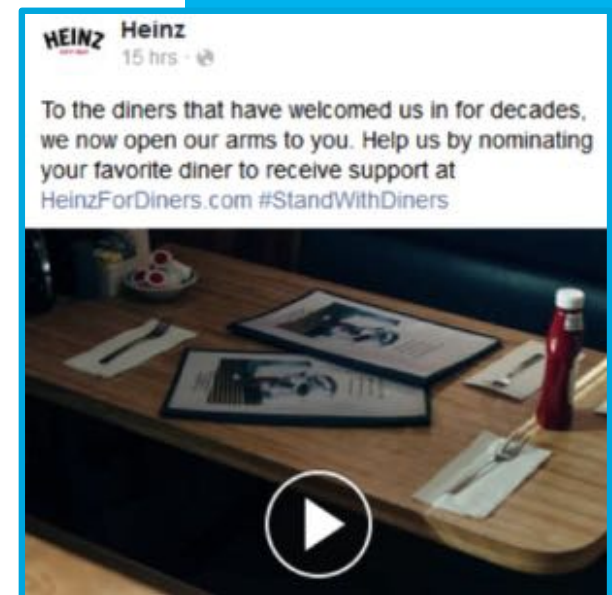 HEINZ
Heinz
15 hrs ·
To the diners that have welcomed us in for decades,
we now open our arms to you. Help us by nominating
your favorite diner to receive support at
HeinzForDiners.com #StandWithDiners